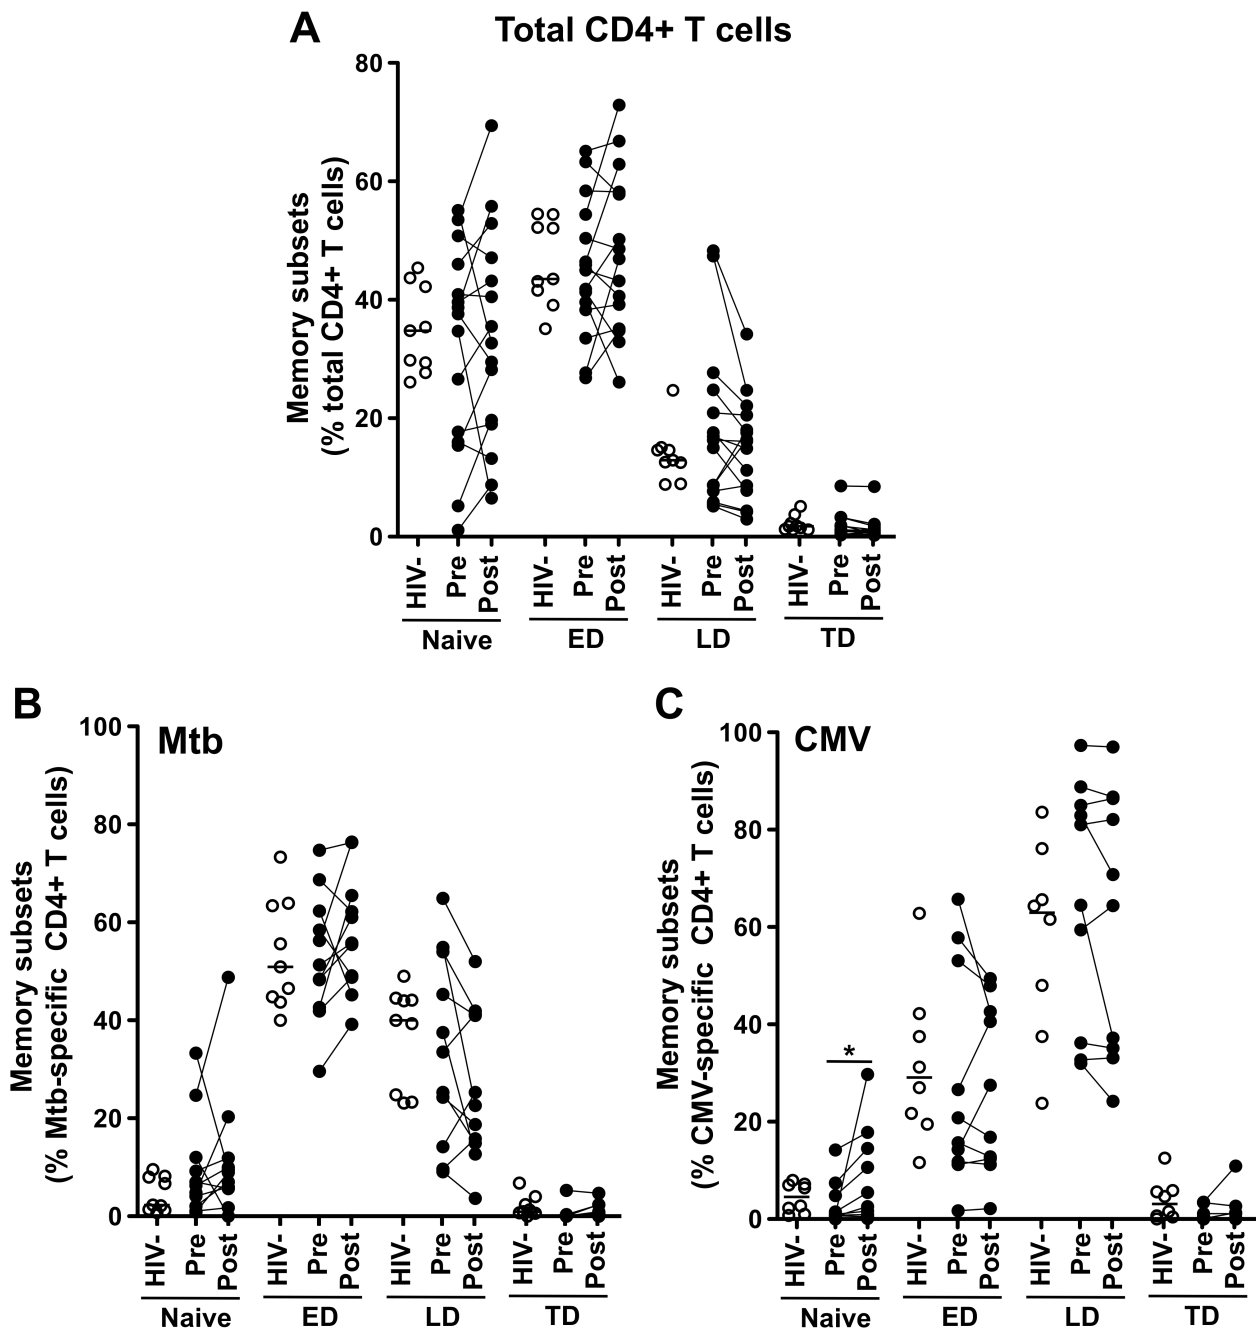 A
Total CD4+ T cells
Memory subsets
(% total CD4+ T cells)
80
60
40
20
0
HIV- Pre Post HIV- Pre Post HIV- Pre Post HIV- Pre Post
Naive ED LD TD
B
Mtb
Memory subsets
(% Mtb-specific CD4+ T cells)
100
80
60
40
20
0
HIV- Pre Post HIV- Pre Post HIV- Pre Post HIV- Pre Post
Naive ED LD TD
C
CMV
Memory subsets
(% CMV-specific CD4+ T cells)
100
80
60
40
20
0
*
HIV- Pre Post HIV- Pre Post HIV- Pre Post HIV- Pre Post
Naive ED LD TD